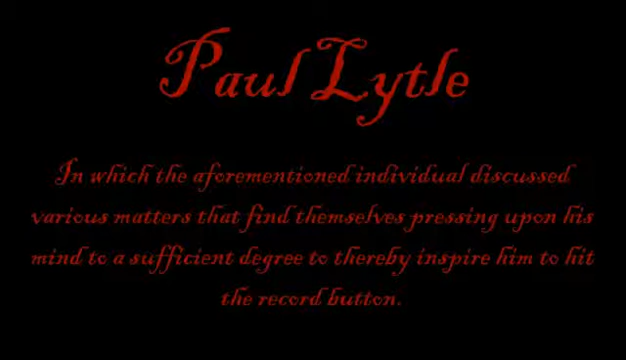 Paul Lytle
In which the aforementioned individual discussed
various matters that find themselves pressing upon his
mind to a sufficient degree to thereby inspire him to hit
the record button.